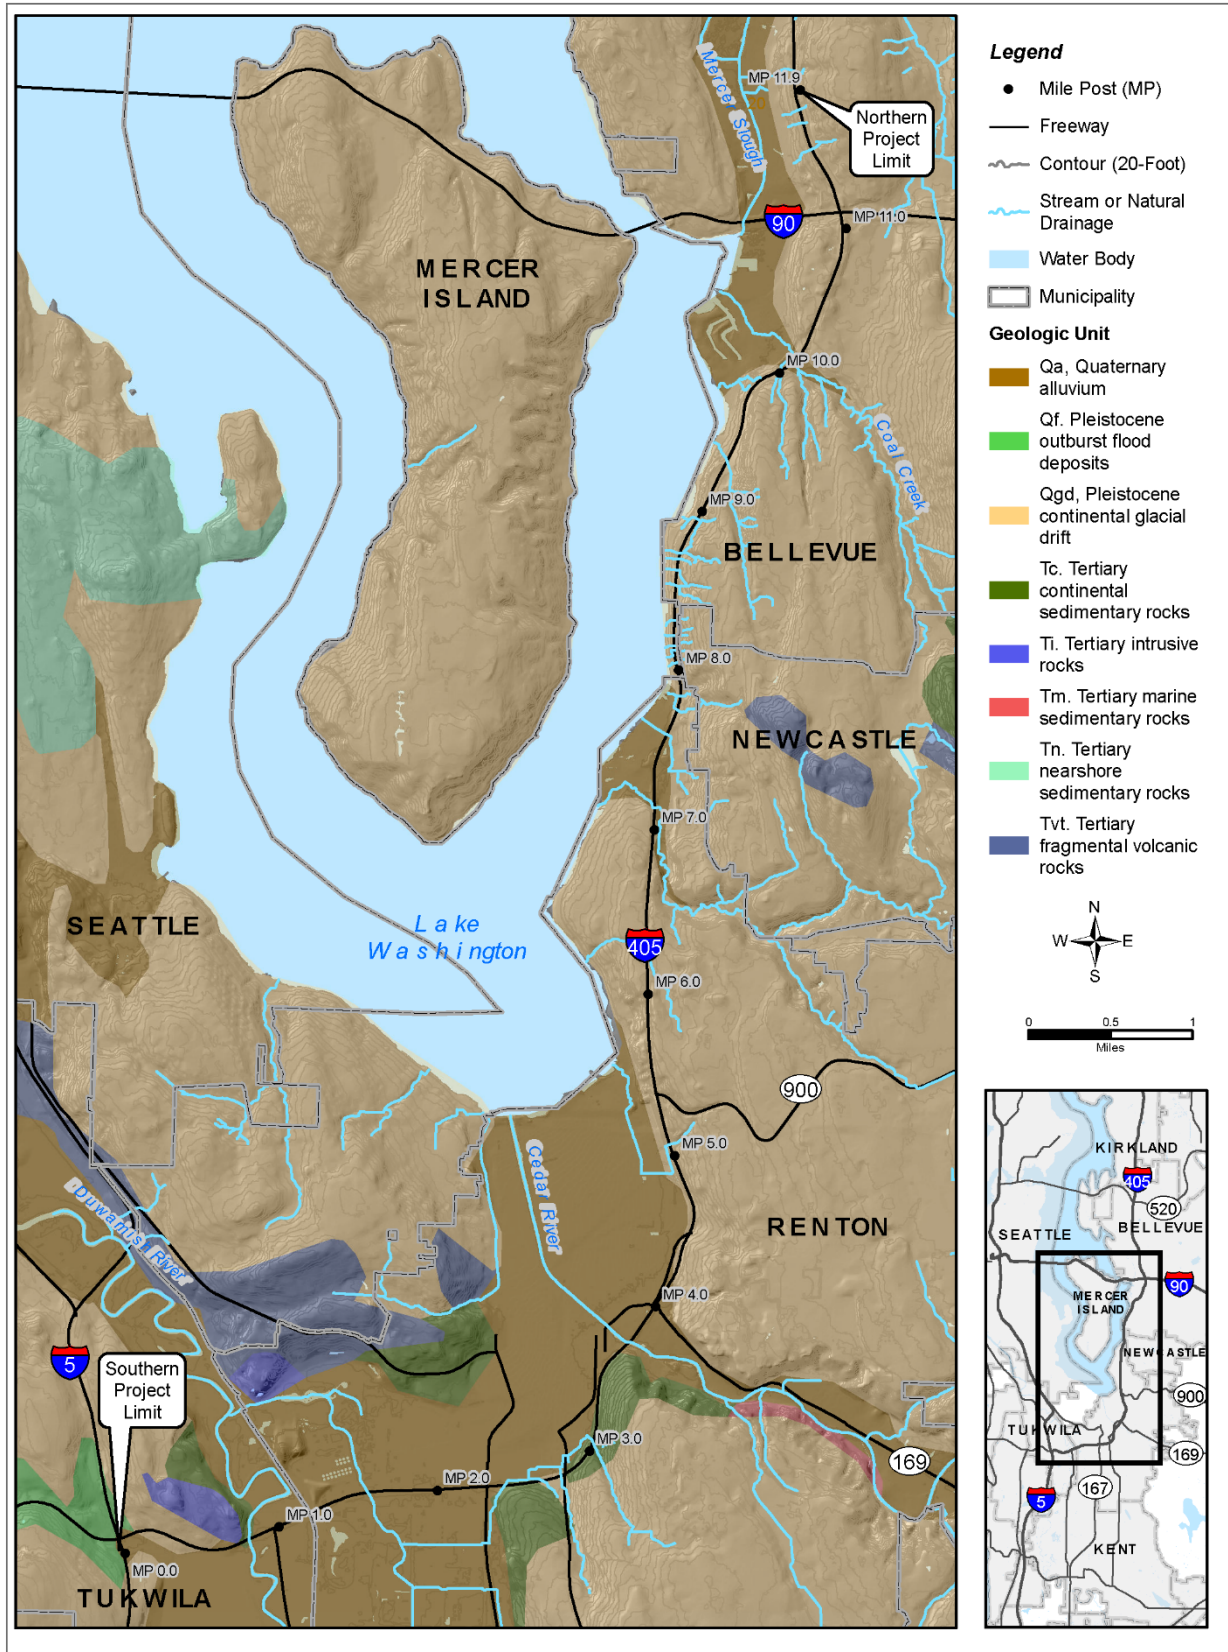 Mercer Slough
MP 11.9
Northern
Project
Limit
90
MP 11.0
MERCER
ISLAND
MP 10.0
Coal Creek
MP 9.0
BELLEVUE
MP 8.0
NEWCASTLE
MP 7.0
SEATTLE
Lake
Washington
405
MP 6.0
900
MP 5.0
Cedar River
RENTON
Duwamish River
MP 4.0
5
Southern
Project
Limit
MP 3.0
169
MP 2.0
MP 1.0
MP 0.0
TUKWILA
Legend
Mile Post (MP)
Freeway
Contour (20-Foot)
Stream or Natural
Drainage
Water Body
Municipality
Geologic Unit
Qa, Quaternary
alluvium
Qf. Pleistocene
outburst flood
deposits
Qgd, Pleistocene
continental glacial
drift
Tc. Tertiary
continental
sedimentary rocks
Ti. Tertiary intrusive
rocks
Tm. Tertiary marine
sedimentary rocks
Tn. Tertiary
nearshore
sedimentary rocks
Tvt. Tertiary
fragmental volcanic
rocks
N
W E
S
0 0.5 1
Miles
KIRKLAND
405
520
SEATTLE
BELLEVUE
90
MERCER
ISLAND
NEWCASTLE
900
TUKWILA
169
167
5
KENT